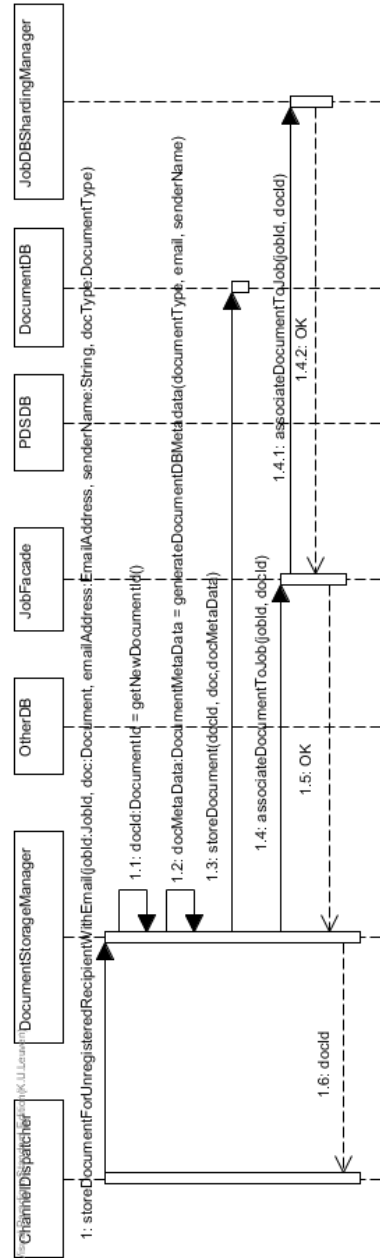 ChannelDispatcher
DocumentStorageManager
OtherDB
JobFacade
PDSDB
DocumentDB
JobDBShardingManager
1: storeDocumentForUnregisteredRecipientWithEmail(jobId:JobId, doc:Document, emailAddress:EmailAddress, senderName:String, docType:DocumentType)
1.1: docId:DocumentId = getNewDocumentId()
1.2: docMetaData:DocumentMetaData = generateDocumentDBMetadata(documentType, email, senderName)
1.3: storeDocument(docId, doc,docMetaData)
1.4: associateDocumentToJob(jobId, docId)
1.4.1: associateDocumentToJob(jobId, docId)
1.4.2: OK
1.5: OK
1.6: docId